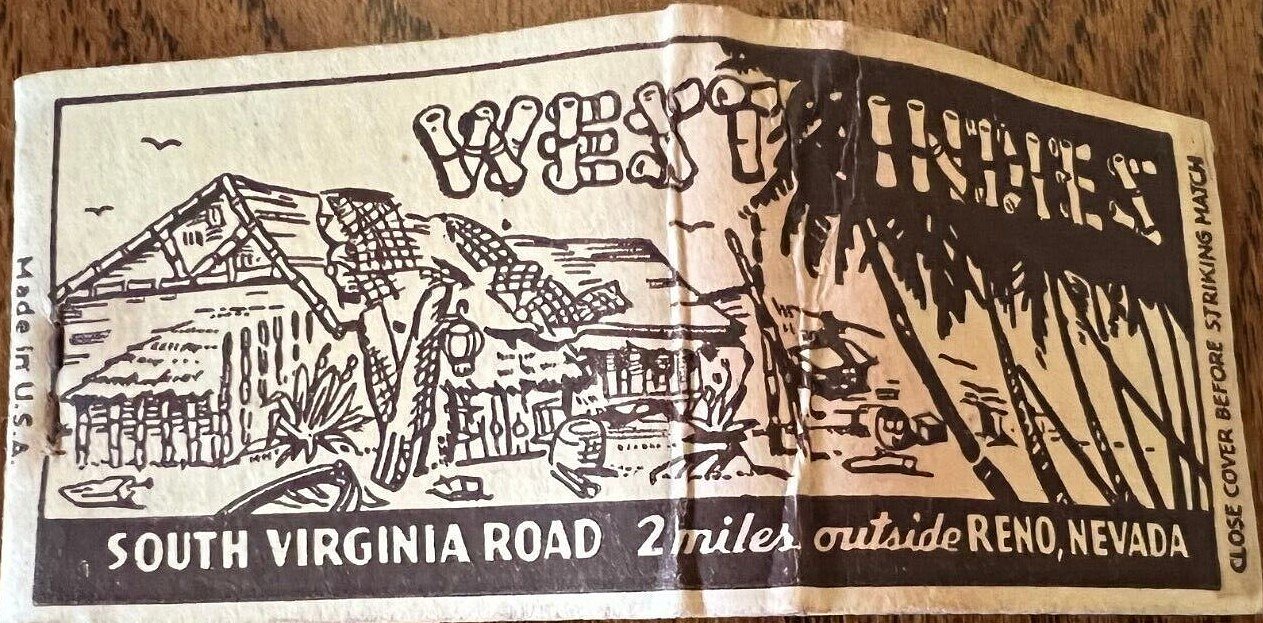 WEST INDIES
SOUTH VIRGINIA ROAD 2 miles outside RENO, NEVADA
Made in U.S.A.
CLOSE COVER BEFORE STRIKING MATCH